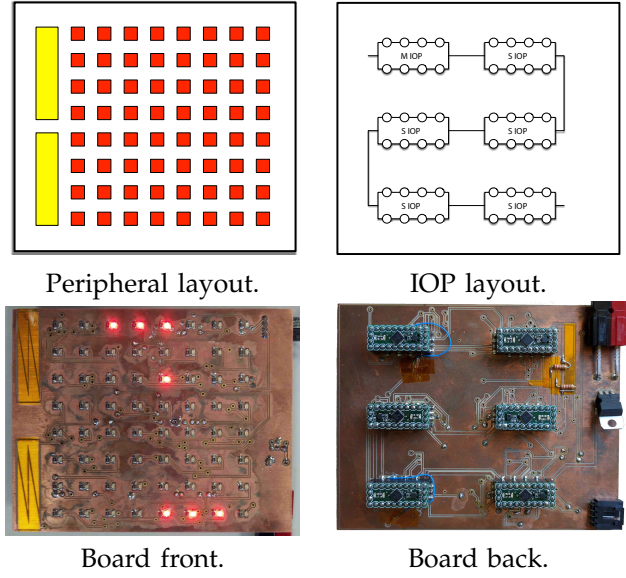 M IOP
S IOP
S IOP
S IOP
S IOP
S IOP
Peripheral layout.
IOP layout.
Board front.
Board back.